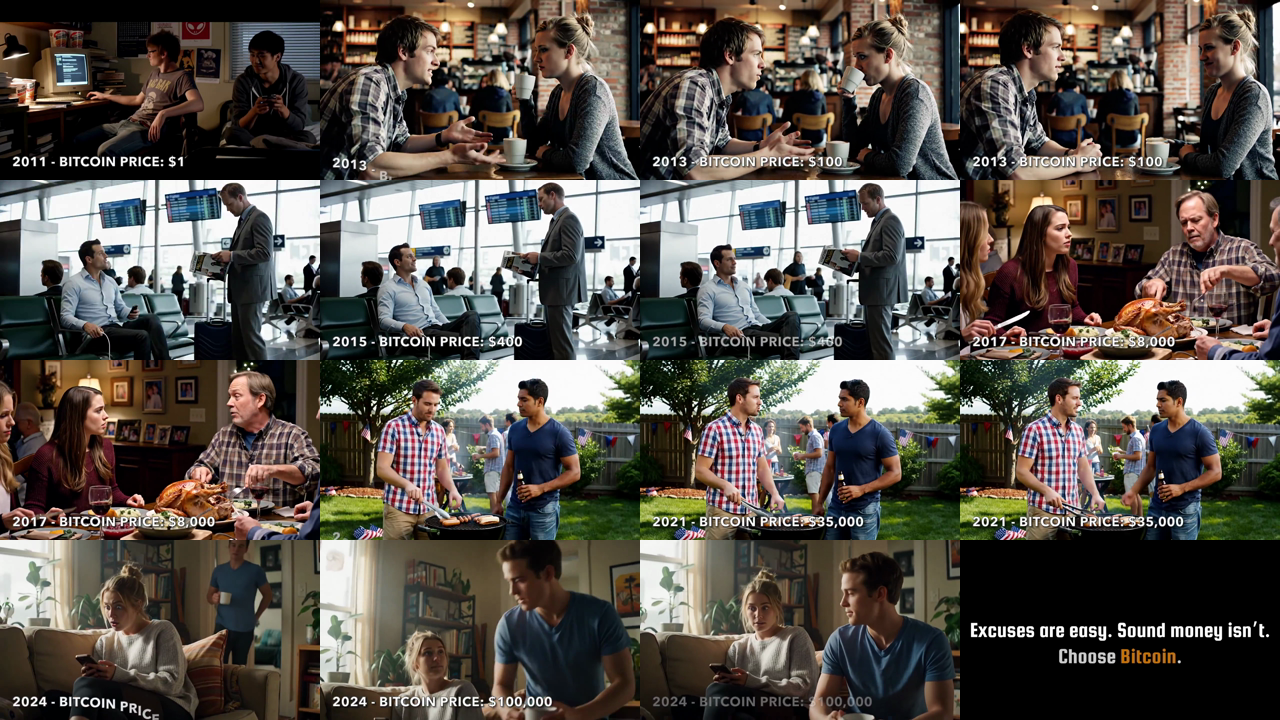 2011 - BITCOIN PRICE: $1
2013 - B.
2013 - BITCOIN PRICE: $100
2013 - BITCOIN PRICE: $100
2015 - BITCOIN PRICE: $400
2015 - BITCOIN PRICE: $400
2017 - BITCOIN PRICE: $8,000
2017 - BITCOIN PRICE: $8,000
2
2021 - BITCOIN PRICE: $35,000
2021 - BITCOIN PRICE: $35,000
2024 - BITCOIN PRICE
2024 - BITCOIN PRICE: $100,000
2024 - BITCOIN PRICE: $100,000
Excuses are easy. Sound money isn't.
Choose Bitcoin.